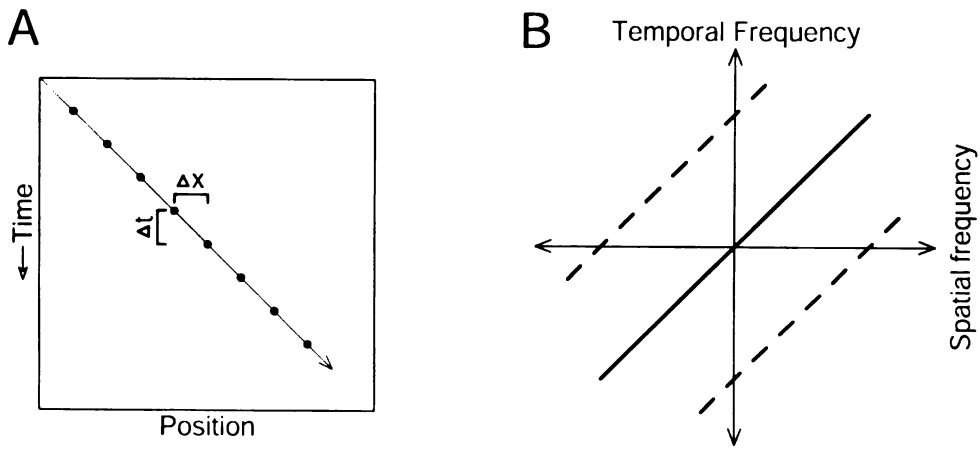 A
ΔX
Δt
Time
Position
B
Temporal Frequency
Spatial frequency